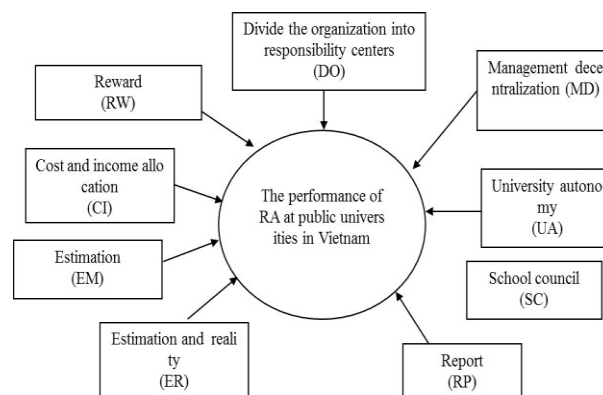 Divide the organization into
responsibility centers
(DO)
Reward
(RW)
Management dece
ntralization (MD)
Cost and income allo
cation
(CI)
The performance of
RA at public univers
ities in Vietnam
University autono
my
(UA)
Estimation
(EM)
School council
(SC)
Estimation and reali
ty
(ER)
Report
(RP)